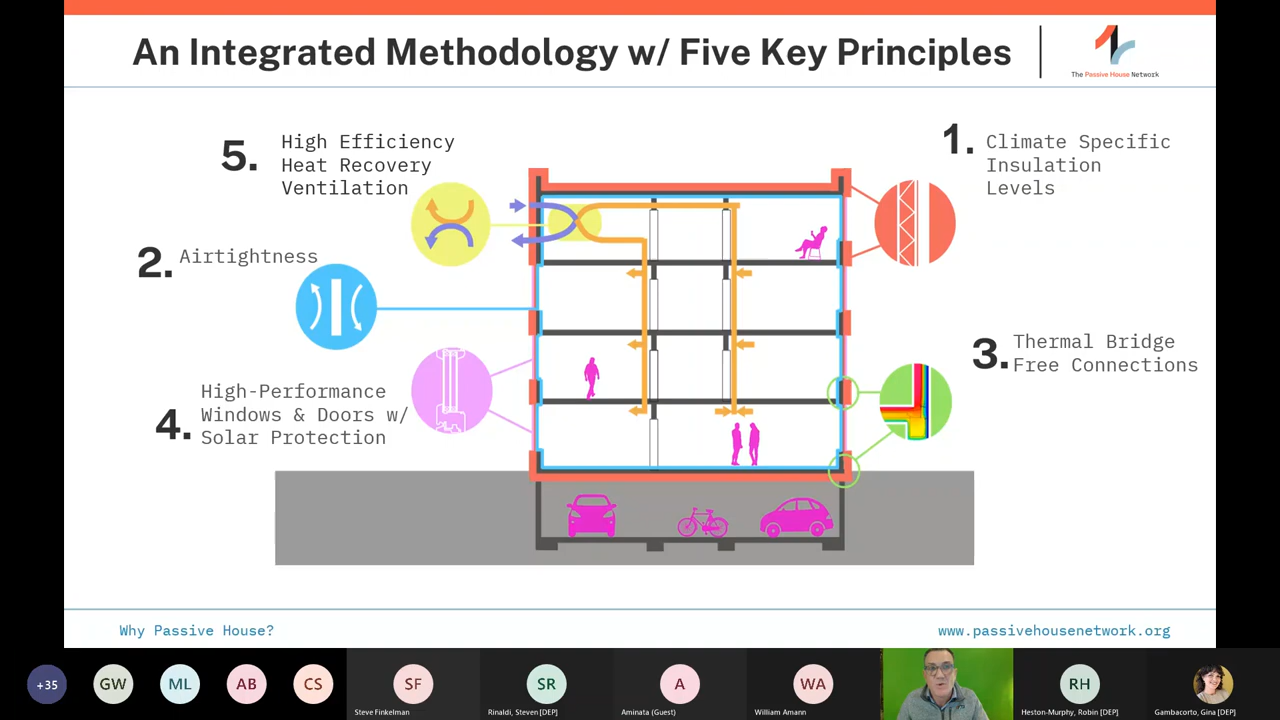 An Integrated Methodology w/ Five Key Principles
The Passive House Network
5.
High Efficiency
Heat Recovery
Ventilation
1.
Climate Specific
Insulation
Levels
2.
Airtightness
3.
Thermal Bridge
Free Connections
4.
High-Performance
Windows & Doors w/
Solar Protection
Why Passive House?
www.passivehousenetwork.org
+35
GW
ML
AB
CS
SF
SR
A
WA
RH
Steve Finkelman
Rinaldi, Steven [DEP]
Aminata (Guest)
William Amann
Heston-Murphy, Robin [DEP]
Gambacorto, Gina [DEP]